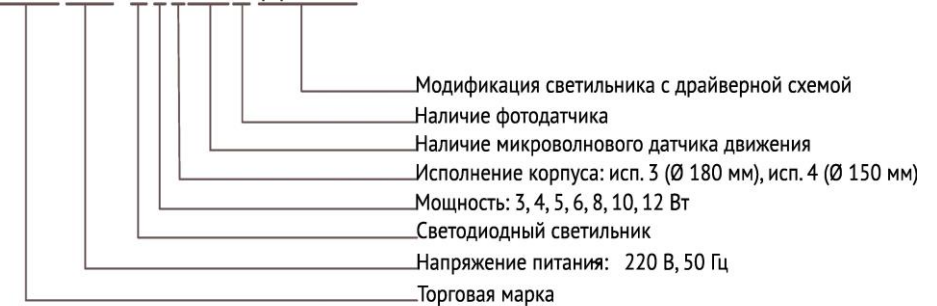 Модификация светильника с драйверной схемой
Наличие фотодатчика
Наличие микроволнового датчика движения
Исполнение корпуса: исп. 3 (Ø 180 мм), исп. 4 (Ø 150 мм)
Мощность: 3, 4, 5, 6, 8, 10, 12 Вт
Светодиодный светильник
Напряжение питания: 220 В, 50 Гц
Торговая марка